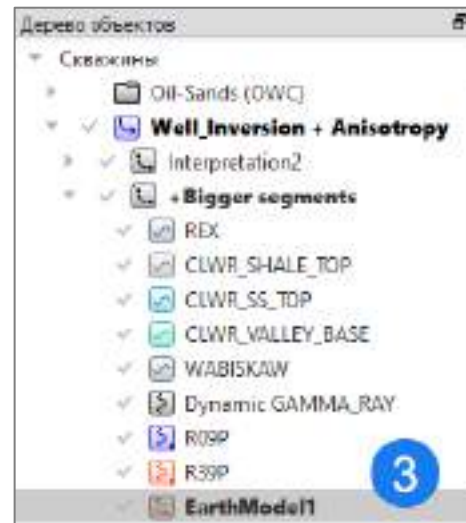 Дерево объектов
Скважины
Oil-Sands (OWC)
Well_Inversion + Anisotropy
Interpretation2
+Bigger segments
REX
CLWR_SHALE_TOP
CLWR_SS_TOP
CLWR_VALLEY_BASE
WABISKAW
Dynamic GAMMA_RAY
R09P
R39P
3
EarthModel1